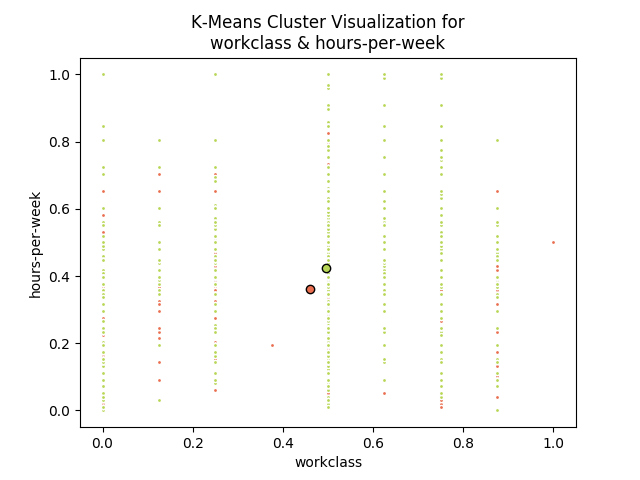 K-Means Cluster Visualization for
workclass & hours-per-week
1.0
0.8
0.6
0.4
0.2
0.0
hours-per-week
0.0 0.2 0.4 0.6 0.8 1.0
workclass